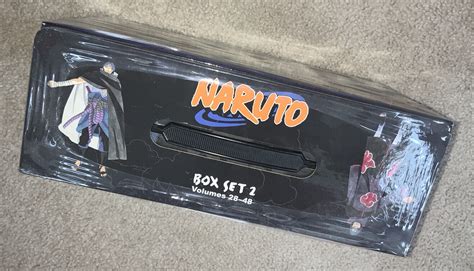 NARUTO
BOX SET 2
Volumes 28-48